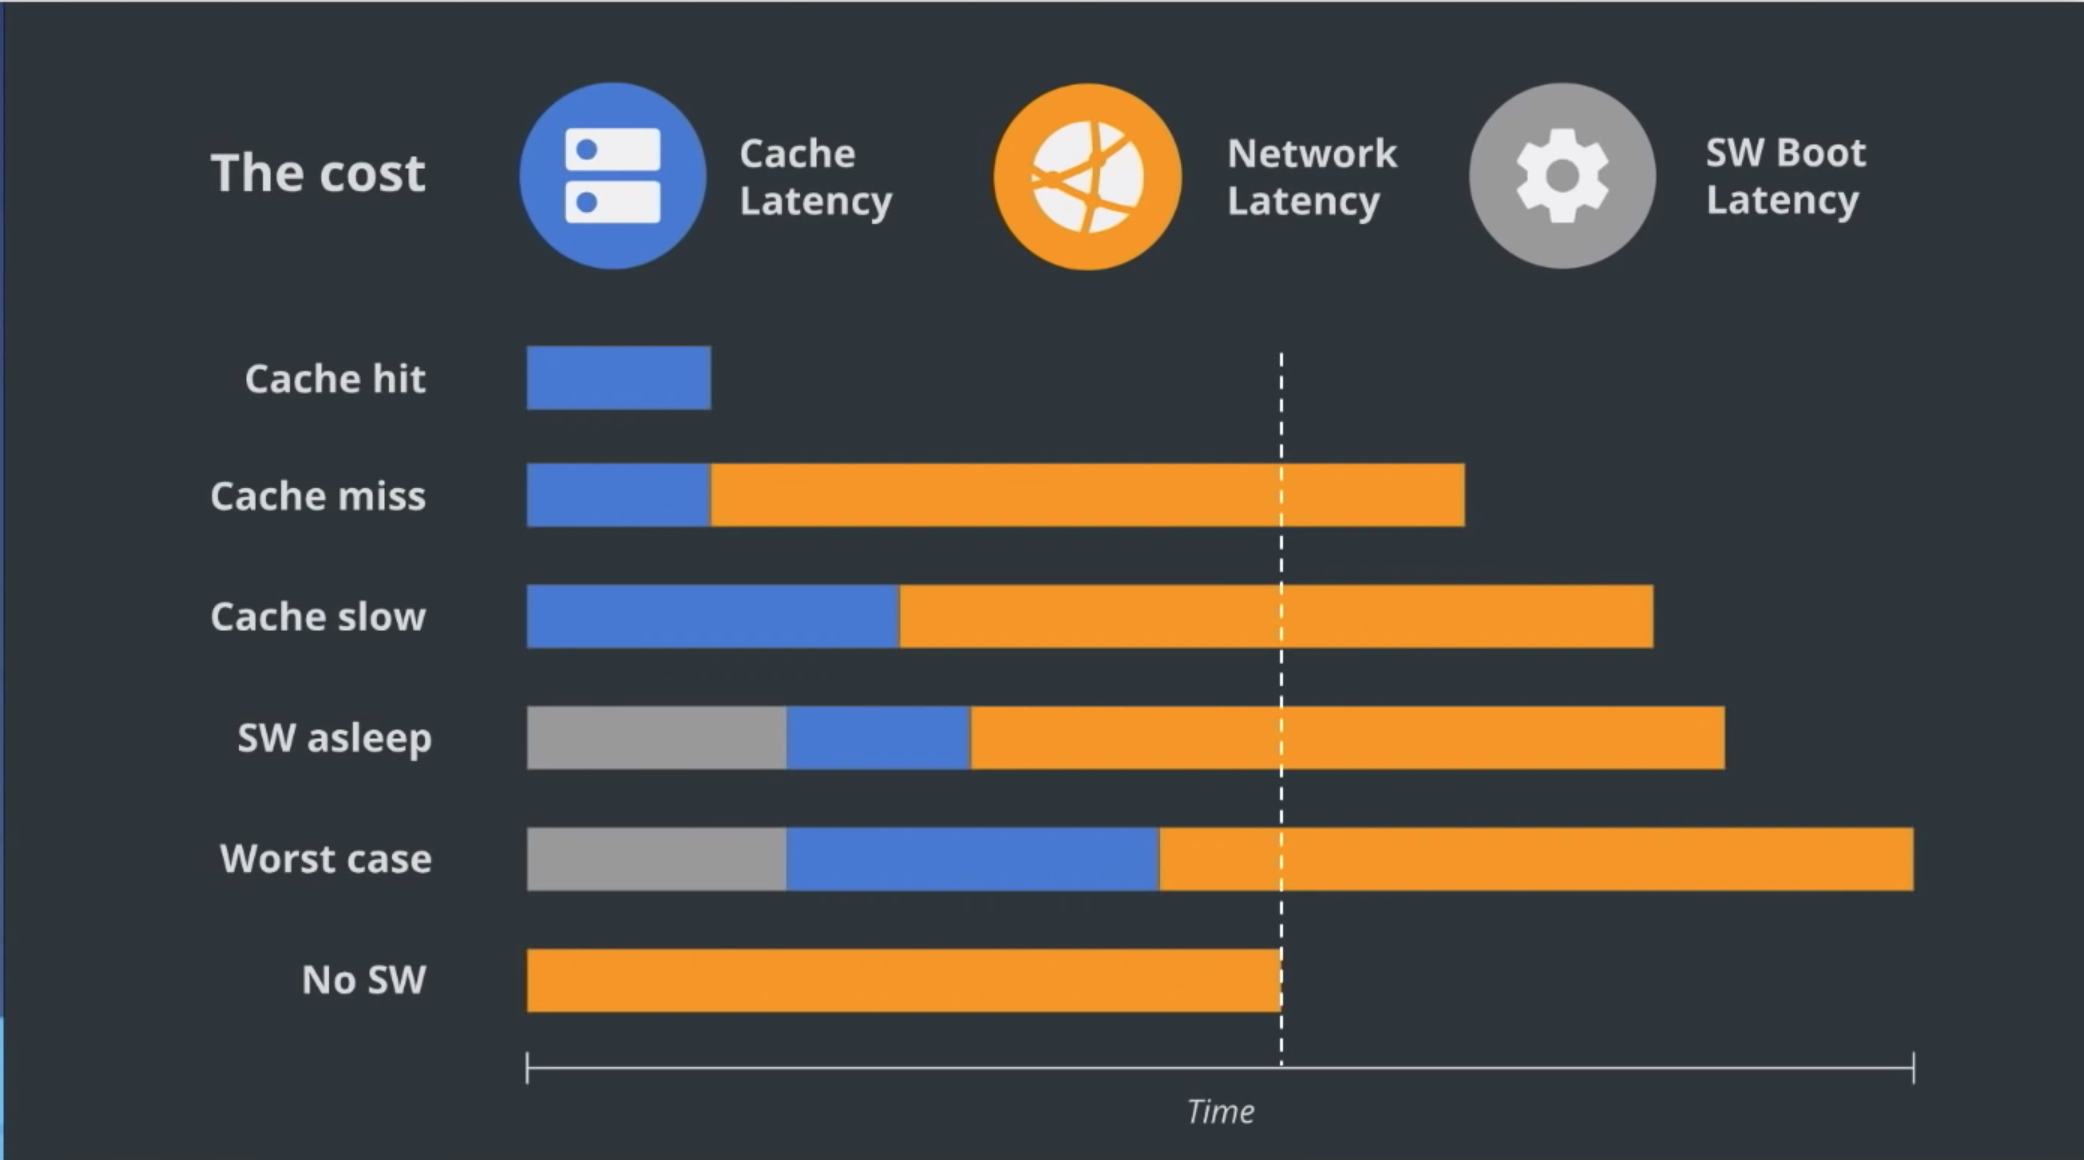 The cost
Cache
Latency
Network
Latency
SW Boot
Latency
Cache hit
Cache miss
Cache slow
SW asleep
Worst case
No SW
Time